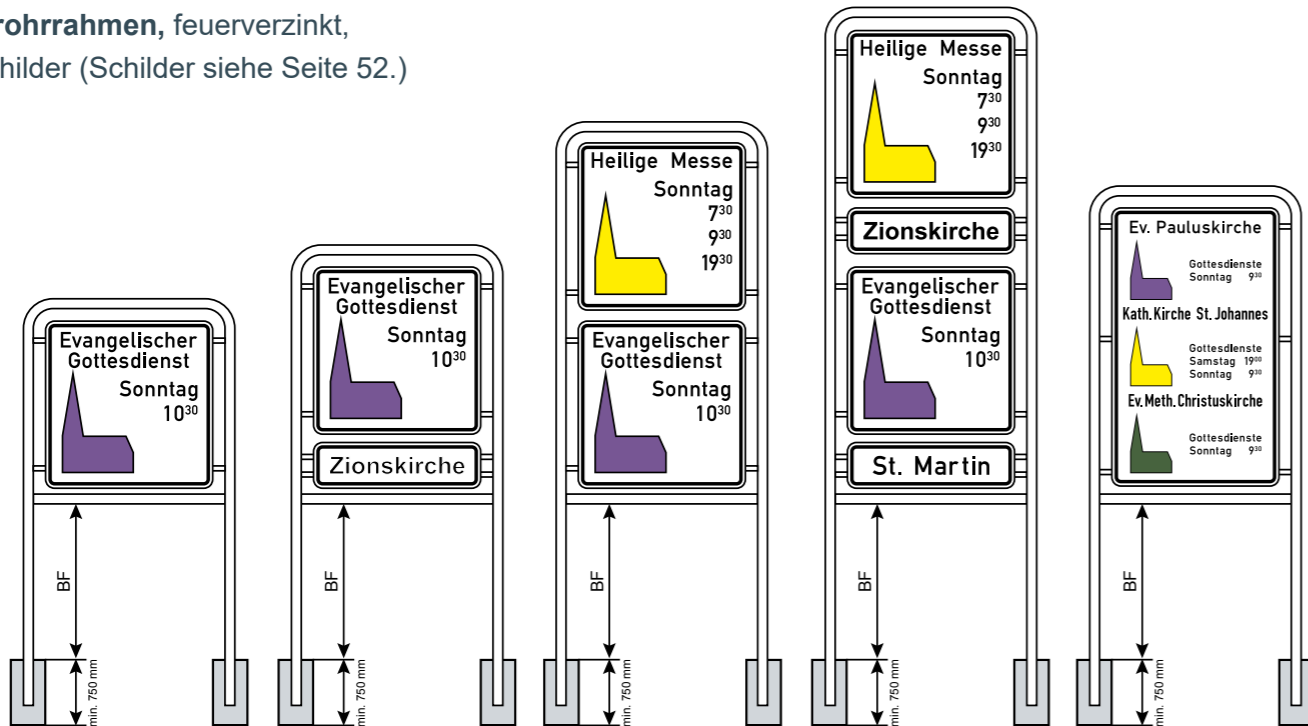 rohrrahmen, feuerverzinkt,
hilder (Schilder siehe Seite 52.)
Evangelischer
Gottesdienst
Sonntag
10³⁰
BF
min. 750 mm
Evangelischer
Gottesdienst
Sonntag
10³⁰
Zionskirche
BF
min. 750 mm
Heilige Messe
Sonntag
7³⁰
9³⁰
19³⁰
Evangelischer
Gottesdienst
Sonntag
10³⁰
BF
min. 750 mm
Heilige Messe
Sonntag
7³⁰
9³⁰
19³⁰
Zionskirche
Evangelischer
Gottesdienst
Sonntag
10³⁰
St. Martin
BF
min. 750 mm
Ev. Pauluskirche
Gottesdienste
Sonntag 9³⁰
Kath. Kirche St. Johannes
Gottesdienste
Samstag 19⁰⁰
Sonntag 9³⁰
Ev. Meth. Christuskirche
Gottesdienste
Sonntag 9³⁰
BF
min. 750 mm